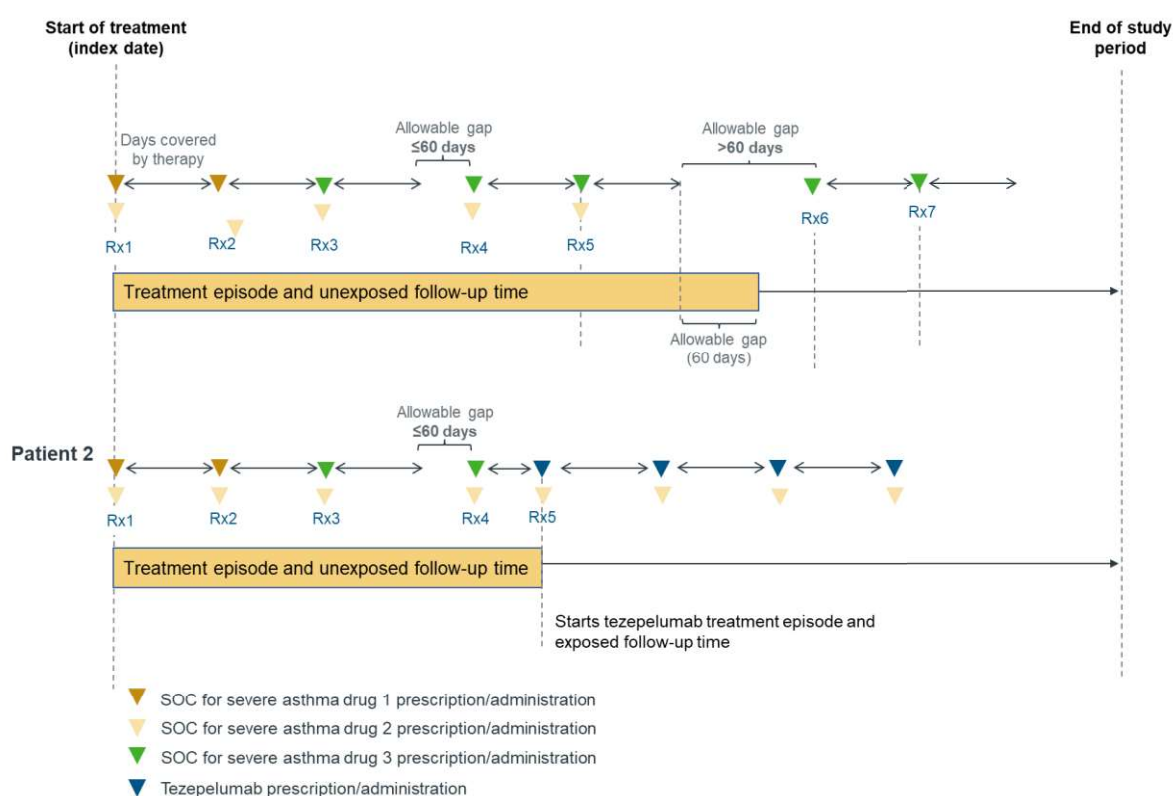 Start of treatment
(index date)
End of study
period
Days covered
by therapy
Allowable gap
≤60 days
Allowable gap
>60 days
Rx1
Rx2
Rx3
Rx4
Rx5
Rx6
Rx7
Treatment episode and unexposed follow-up time
Allowable gap
(60 days)
Patient 2
Allowable gap
≤60 days
Rx1
Rx2
Rx3
Rx4
Rx5
Treatment episode and unexposed follow-up time
Starts tezepelumab treatment episode and
exposed follow-up time
SOC for severe asthma drug 1 prescription/administration
SOC for severe asthma drug 2 prescription/administration
SOC for severe asthma drug 3 prescription/administration
Tezepelumab prescription/administration